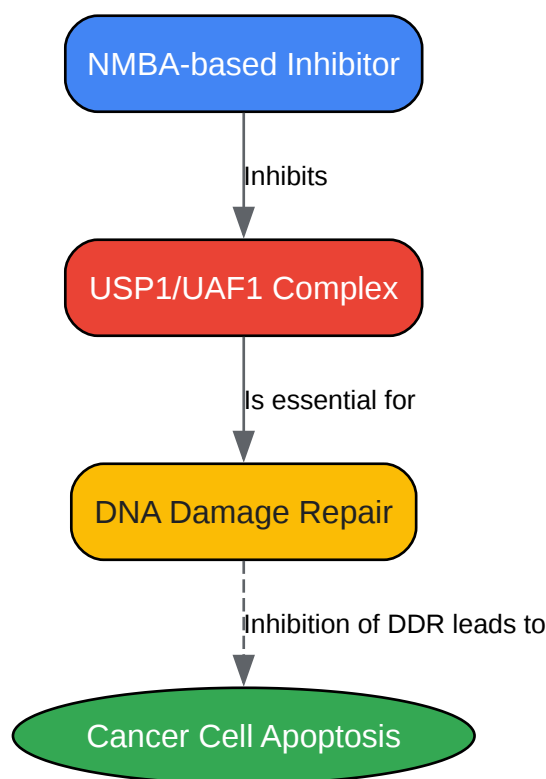 NMBA-based Inhibitor
Inhibits
USP1/UAF1 Complex
Is essential for
DNA Damage Repair
Inhibition of DDR leads to
Cancer Cell Apoptosis